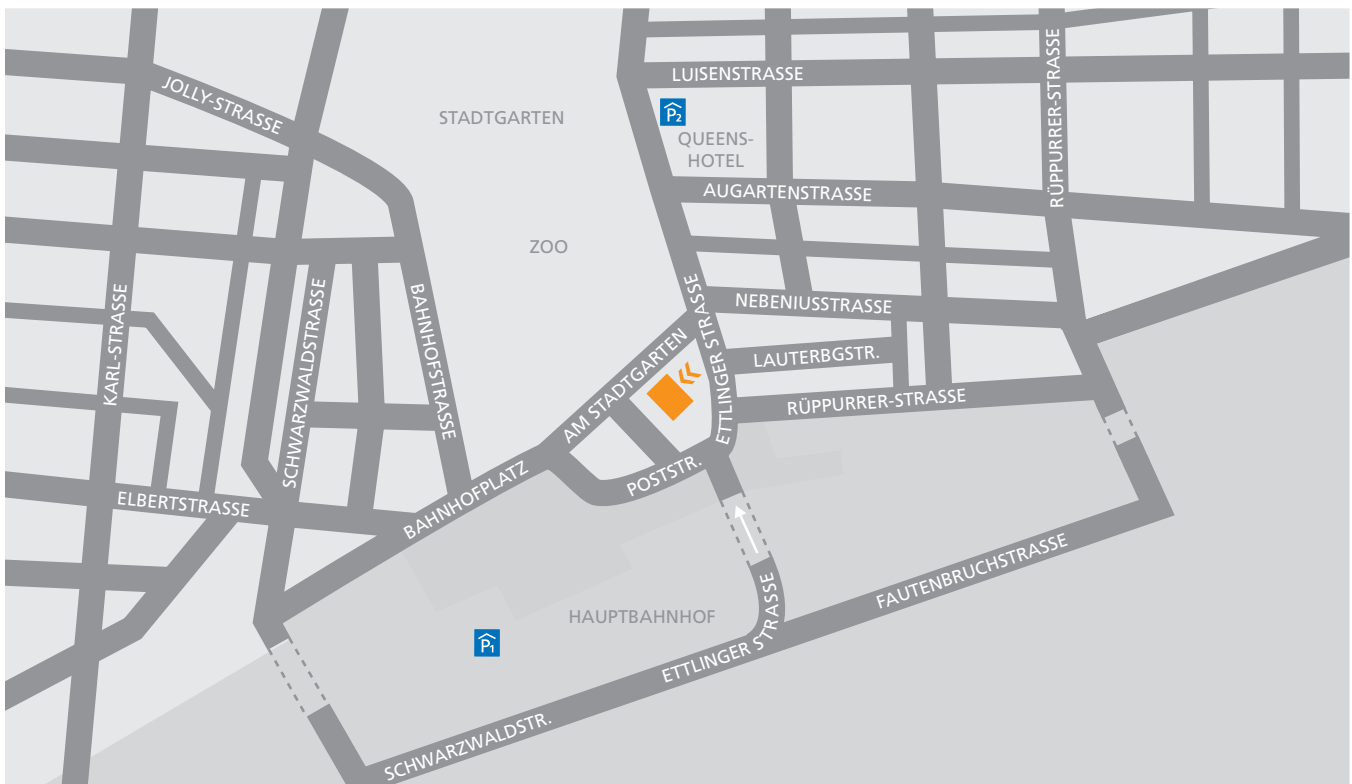 LUISENSTRASSE
RÜPPURRER-STRASSE
JOLLY-STRASSE
STADTGARTEN
P2
QUEENS-
HOTEL
AUGARTENSTRASSE
ZOO
KARL-STRASSE
SCHWARZWALDSTRASSE
BAHNHOFSTRASSE
ETTLINGER STRASSE
NEBENIUSSTRASSE
AM STADTGARTEN
LAUTERBGSTR.
RÜPPURRER-STRASSE
ELBERTSTRASSE
BAHNHOFPLATZ
POSTSTR.
HAUPTBAHNHOF
P1
ETTLINGER STRASSE
FAUTENBRUCHSTRASSE
SCHWARZWALDSTR.